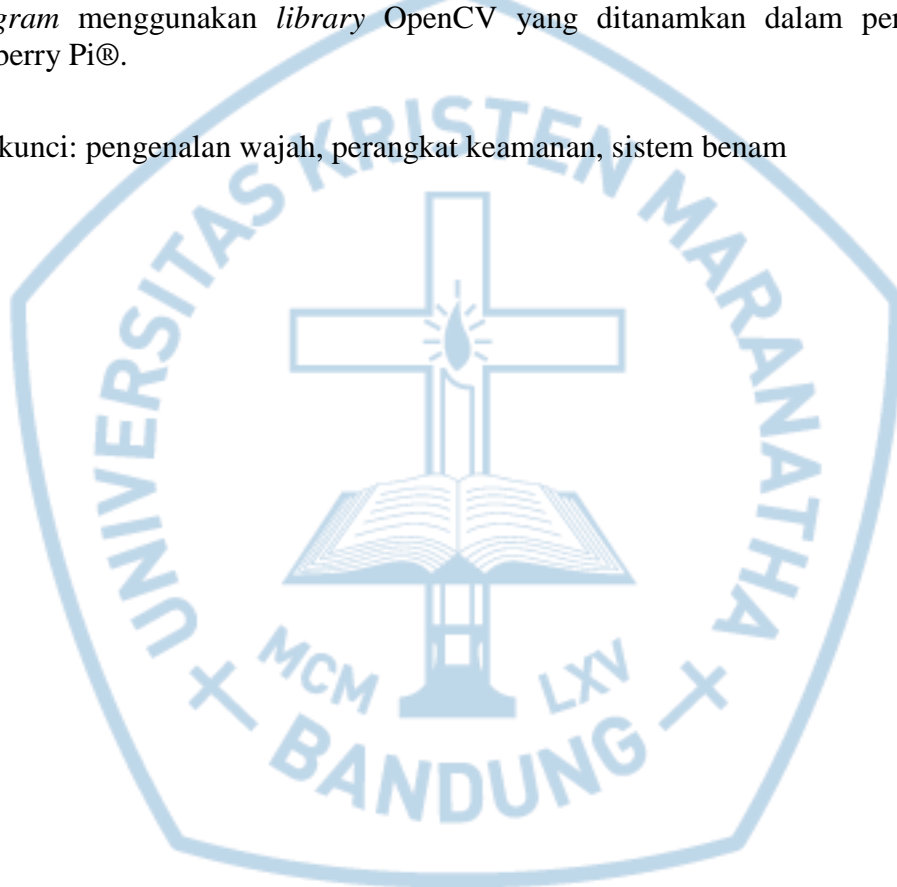 gram menggunakan library OpenCV yang ditanamkan dalam per
berry Pi®.
kunci: pengenalan wajah, perangkat keamanan, sistem benam
UNIVERSITAS KRISTEN MARANATHA
MCM LXV
BANDUNG